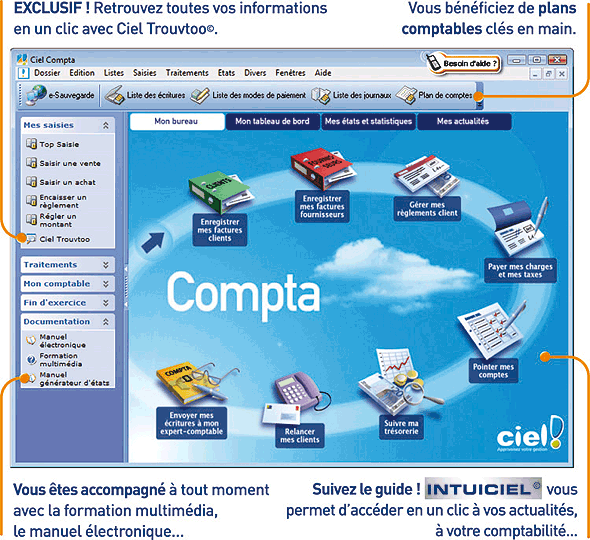 EXCLUSIF ! Retrouvez toutes vos informations
en un clic avec Ciel Trouvtoo©.
Vous bénéficiez de plans
comptables clés en main.
Ciel Compta
Besoin d'aide ?
Dossier Edition Listes Saisies Traitements Etats Divers Fenêtres Aide
e-Sauvegarde Liste des écritures Liste des modes de paiement Liste des journaux Plan de comptes
Mon bureau Mon tableau de bord Mes états et statistiques Mes actualités
Mes saisies
Top Saisie
Saisir une vente
Saisir un achat
Encaisser un
règlement
Régler un
montant
Ciel Trouvtoo
Traitements
Mon comptable
Fin d'exercice
Documentation
Manuel
électronique
Formation
multimédia
Manuel
générateur d'états
CLIENTS
FOURNIS
SEURS
Enregistrer
mes factures
clients
Enregistrer
mes factures
fournisseurs
Gérer mes
règlements client
Payer mes charges
et mes taxes
Compta
Pointer mes
comptes
COMPTA
Envoyer mes
écritures à mon
expert-comptable
Relancer
mes clients
Suivre ma
trésorerie
ciel!
Approuvez votre gestion
Vous êtes accompagné à tout moment
avec la formation multimédia,
le manuel électronique...
Suivez le guide ! INTUICIEL© vous
permet d'accéder en un clic à vos actualités,
à votre comptabilité...